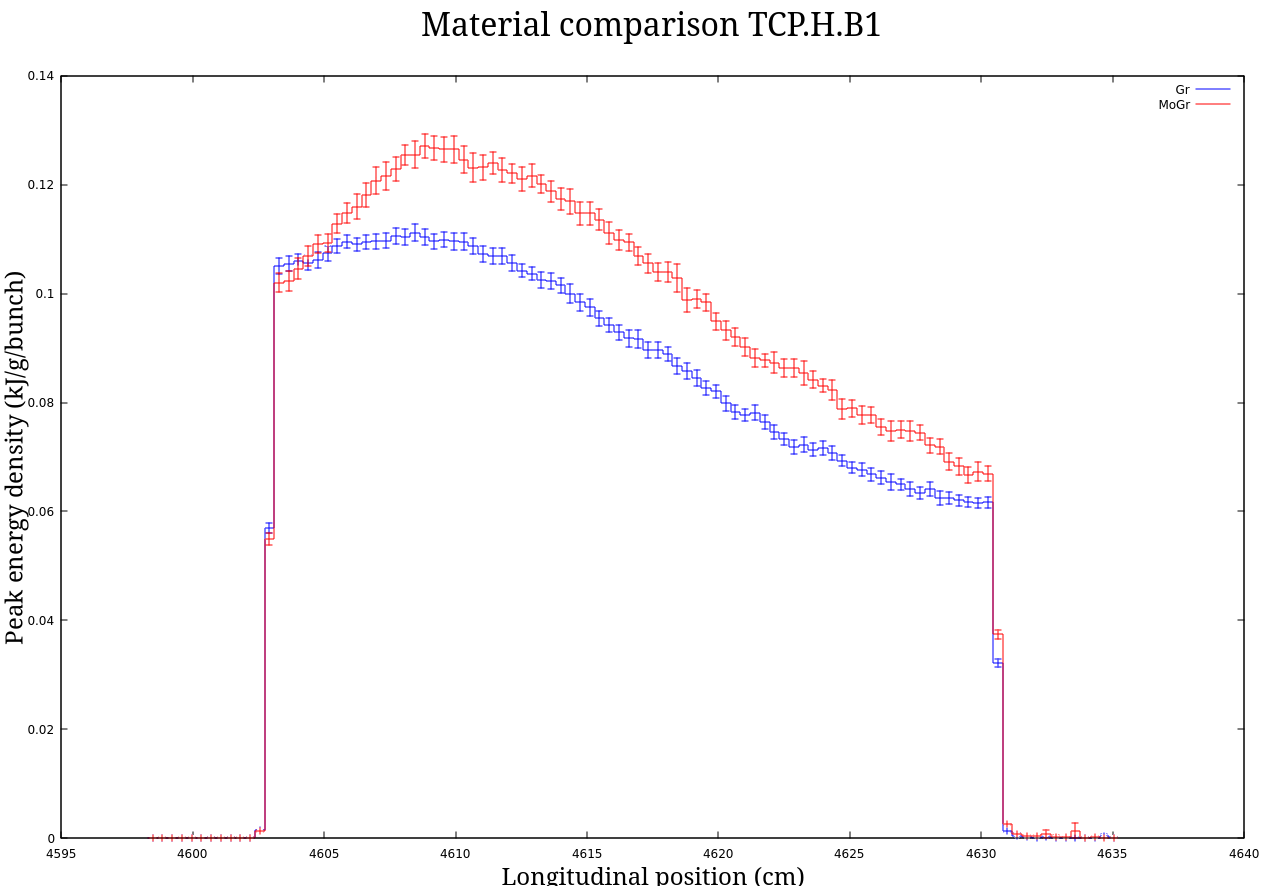 Material comparison TCP.H.B1
Gr
MoGr
Peak energy density (kJ/g/bunch)
0.14
0.12
0.1
0.08
0.06
0.04
0.02
0
4595 4600 4605 4610 4615 4620 4625 4630 4635 4640
Longitudinal position (cm)